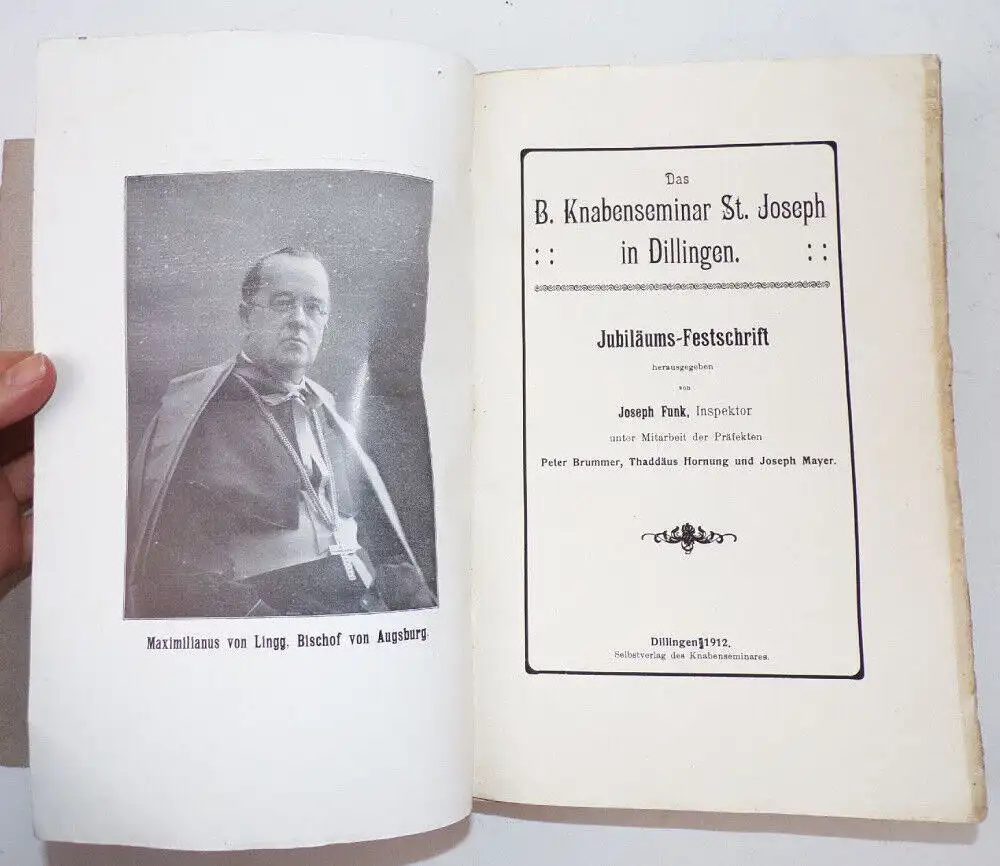 Maximilianus von Lingg, Bischof von Augsburg.
Das
B. Knabenseminar St. Joseph
: : in Dillingen. : :
Jubiläums-Festschrift
herausgegeben
von
Joseph Funk, Inspektor
unter Mitarbeit der Präfekten
Peter Brummer, Thaddäus Hornung und Joseph Mayer.
Dillingen 1912.
Selbstverlag des Knabenseminares.